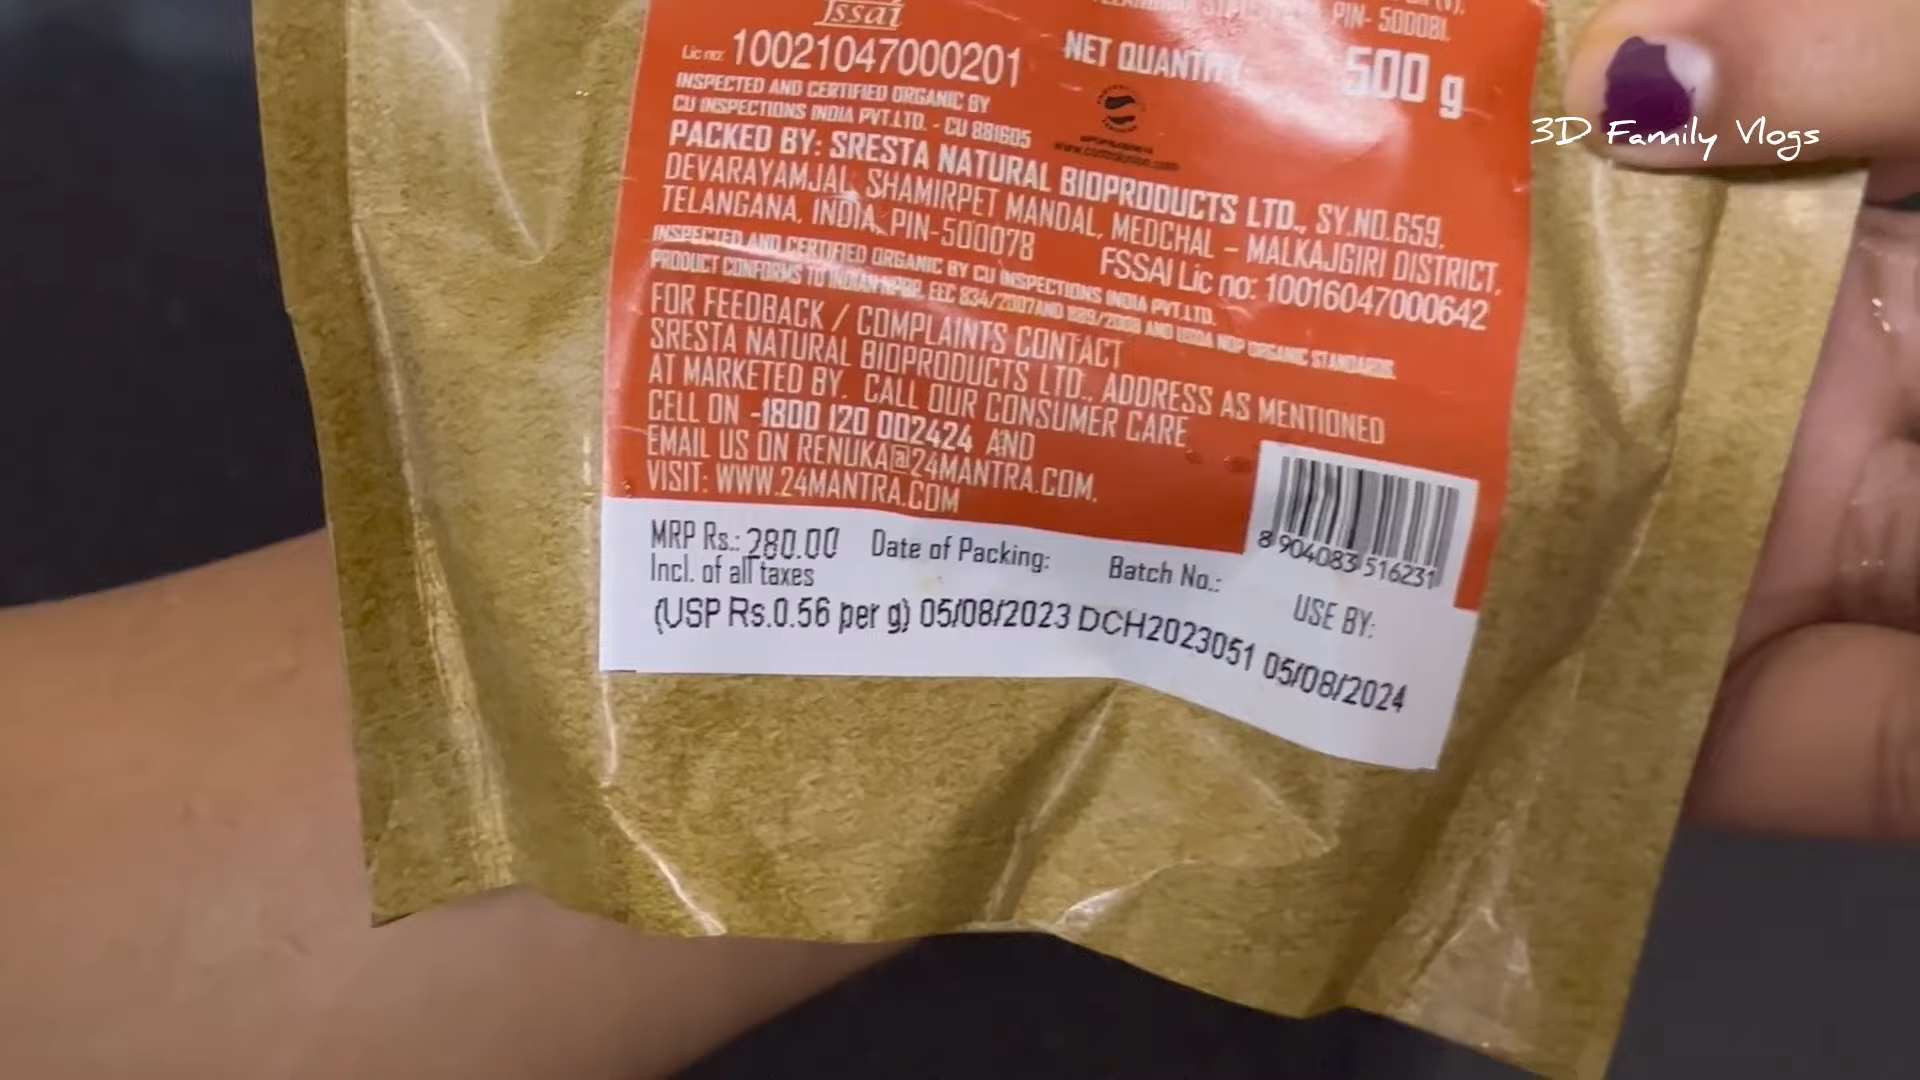 fssai
PIN- 500081.
Lic no: 10021047000201
NET QUANTITY
500 g
INSPECTED AND CERTIFIED ORGANIC BY
CU INSPECTIONS INDIA PVT.LTD. - CU 881605
PACKED BY: SRESTA NATURAL BIOPRODUCTS LTD., SY.NO.659,
DEVARAYAMJAL, SHAMIRPET MANDAL, MEDCHAL – MALKAJGIRI DISTRICT,
TELANGANA, INDIA, PIN-500078
FSSAI Lic no: 10016047000642
INSPECTED AND CERTIFIED ORGANIC BY CU INSPECTIONS INDIA PVT.LTD.
PRODUCT CONFORMS TO INDIAN NPOP, EEC 834/2007AND 889/2008 AND USDA NOP ORGANIC STANDARDS.
FOR FEEDBACK / COMPLAINTS CONTACT
SRESTA NATURAL BIOPRODUCTS LTD., ADDRESS AS MENTIONED
AT MARKETED BY. CALL OUR CONSUMER CARE
CELL ON -1800 120 002424 AND
EMAIL US ON RENUKA@24MANTRA.COM,
VISIT: WWW.24MANTRA.COM
8 904083 516231
MRP Rs.: 280.00 Date of Packing: Batch No.: USE BY:
Incl. of all taxes
(USP Rs.0.56 per g) 05/08/2023 DCH2023051 05/08/2024
3D Family Vlogs